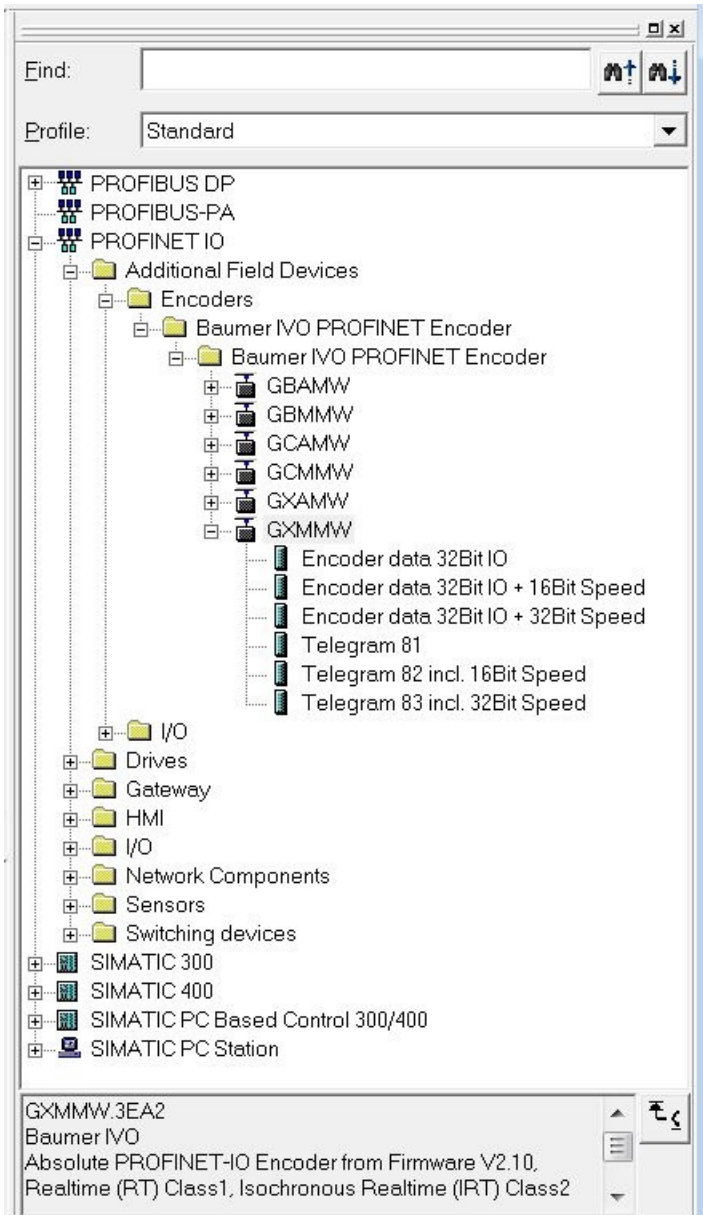 Find:
Profile: Standard
PROFIBUS DP
PROFIBUS-PA
PROFINET IO
Additional Field Devices
Encoders
Baumer IVO PROFINET Encoder
Baumer IVO PROFINET Encoder
GBAMW
GBMMW
GCAMW
GCMMW
GXAMW
GXMMW
Encoder data 32Bit IO
Encoder data 32Bit IO + 16Bit Speed
Encoder data 32Bit IO + 32Bit Speed
Telegram 81
Telegram 82 incl. 16Bit Speed
Telegram 83 incl. 32Bit Speed
I/O
Drives
Gateway
HMI
I/O
Network Components
Sensors
Switching devices
SIMATIC 300
SIMATIC 400
SIMATIC PC Based Control 300/400
SIMATIC PC Station
GXMMW.3EA2
Baumer IVO
Absolute PROFINET-IO Encoder from Firmware V2.10,
Realtime (RT) Class1, Isochronous Realtime (IRT) Class2